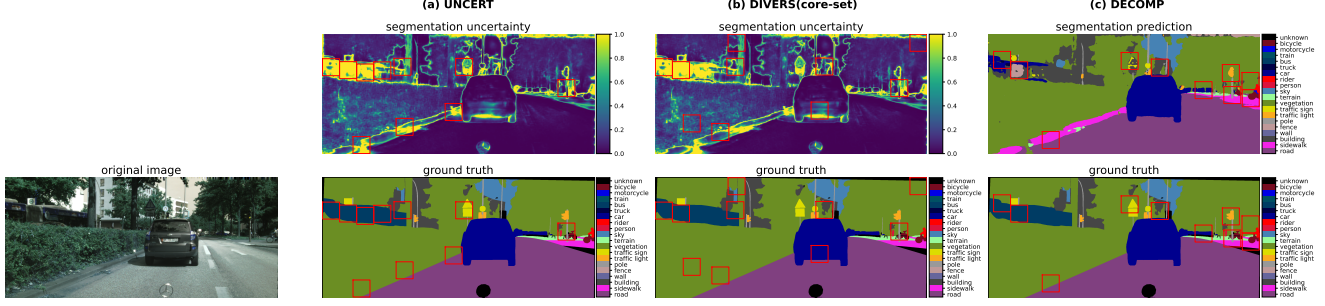 (a) UNCERT
(b) DIVERS(core-set)
(c) DECOMP
segmentation uncertainty
segmentation uncertainty
segmentation prediction
1.0
0.8
0.6
0.4
0.2
0.0
1.0
0.8
0.6
0.4
0.2
0.0
unknown
bicycle
motorcycle
train
bus
truck
car
rider
person
sky
terrain
vegetation
traffic sign
traffic light
pole
fence
wall
building
sidewalk
road
original image
ground truth
ground truth
ground truth
unknown
bicycle
motorcycle
train
bus
truck
car
rider
person
sky
terrain
vegetation
traffic sign
traffic light
pole
fence
wall
building
sidewalk
road
unknown
bicycle
motorcycle
train
bus
truck
car
rider
person
sky
terrain
vegetation
traffic sign
traffic light
pole
fence
wall
building
sidewalk
road
unknown
bicycle
motorcycle
train
bus
truck
car
rider
person
sky
terrain
vegetation
traffic sign
traffic light
pole
fence
wall
building
sidewalk
road